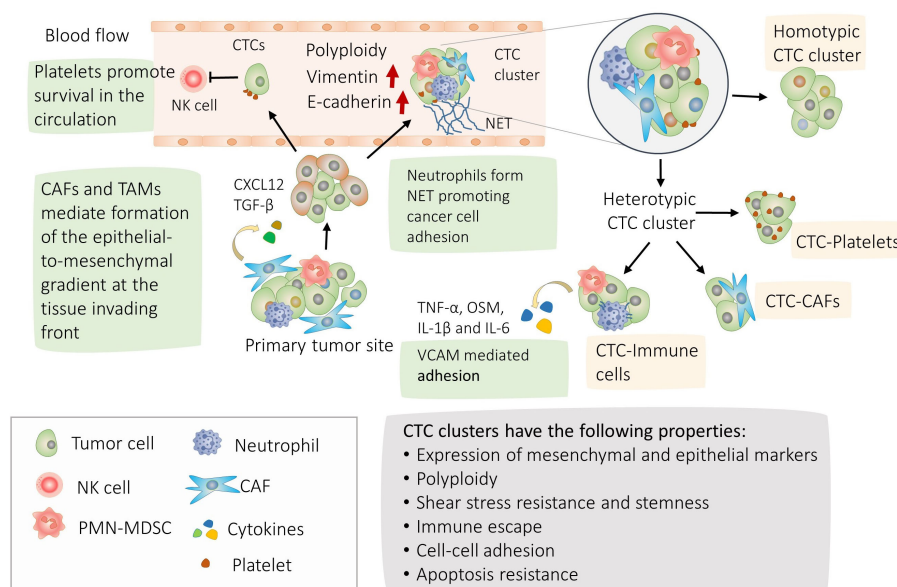 Blood flow
Platelets promote
survival in the
circulation
CTCs
NK cell
Polyploidy
Vimentin
E-cadherin
CTC
cluster
NET
Homotypic
CTC cluster
CAFs and TAMs
mediate formation
of the epithelial-
to-mesenchymal
gradient at the
tissue invading
front
CXCL12
TGF-β
Primary tumor site
Neutrophils form
NET promoting
cancer cell
adhesion
Heterotypic
CTC cluster
CTC-Platelets
CTC-CAFs
TNF-α, OSM,
IL-1β and IL-6
VCAM mediated
adhesion
CTC-Immune
cells
Tumor cell
NK cell
PMN-MDSC
Neutrophil
CAF
Cytokines
Platelet
CTC clusters have the following properties:
• Expression of mesenchymal and epithelial markers
• Polyploidy
• Shear stress resistance and stemness
• Immune escape
• Cell-cell adhesion
• Apoptosis resistance